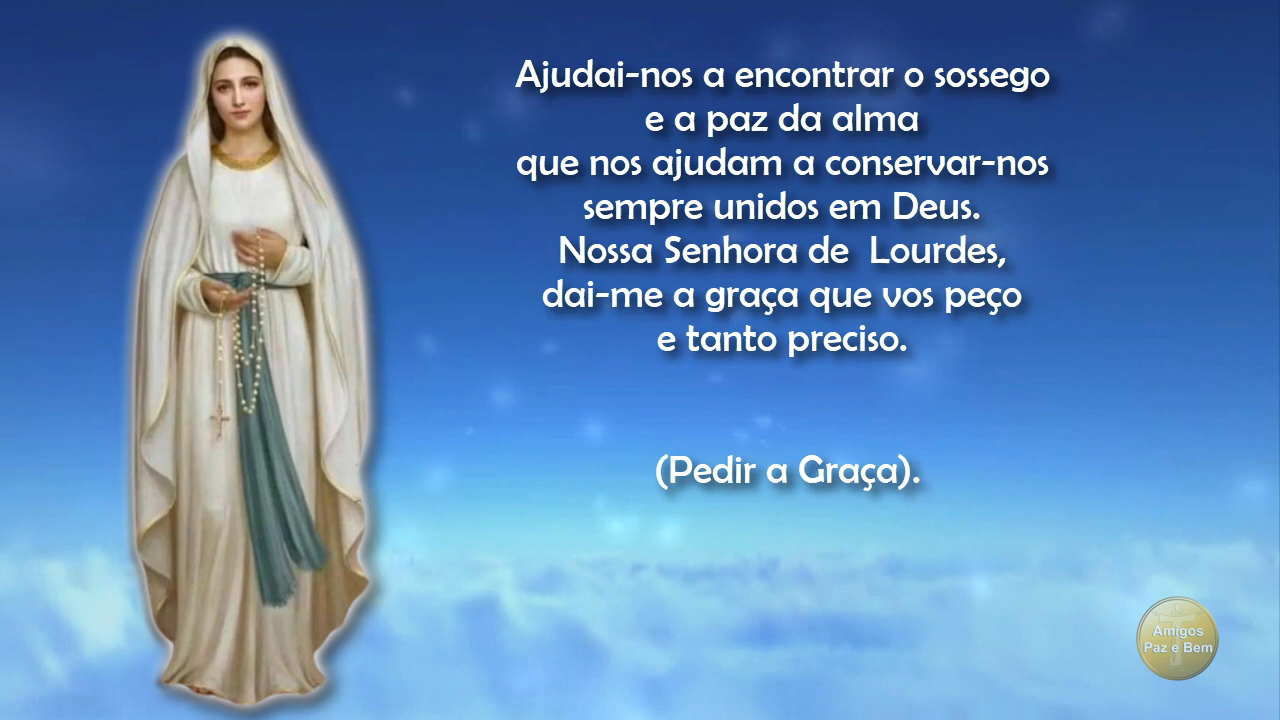 Ajudai-nos a encontrar o sossego
e a paz da alma
que nos ajudam a conservar-nos
sempre unidos em Deus.
Nossa Senhora de  Lourdes,
dai-me a graça que vos peço
e tanto preciso.
(Pedir a Graça).
Amigos
Paz e Bem